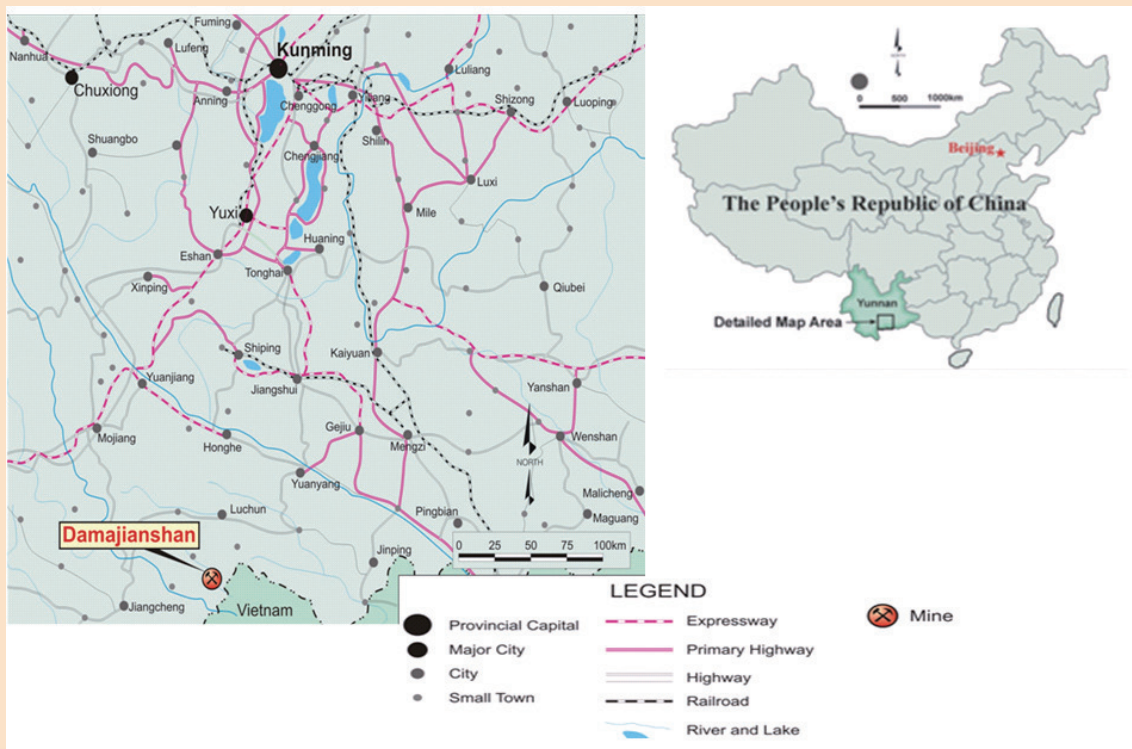 Fuming
Nanhua
Lufeng
Kunming
Chuxiong
Anning
Chenggong
Yiliang
Luliang
Shizong
Luoping
Shuangbo
Shilin
Chengjiang
Luxi
Yuxi
Mile
Huaning
Eshan
Tonghai
Xinping
Qiubei
Shiping
Kaiyuan
Yuanjiang
Jiangshui
Yanshan
Gejiu
Mojiang
Honghe
Mengzi
Wenshan
NORTH
Yuanyang
Malicheng
Luchun
Pingbian
Maguang
Damajianshan
0 25 50 75 100km
Jinping
Jiangcheng
Vietnam
0 500 1000km
Beijing
The People's Republic of China
Yunnan
Detailed Map Area
LEGEND
Provincial Capital
Major City
City
Small Town
Expressway
Primary Highway
Highway
Railroad
River and Lake
Mine